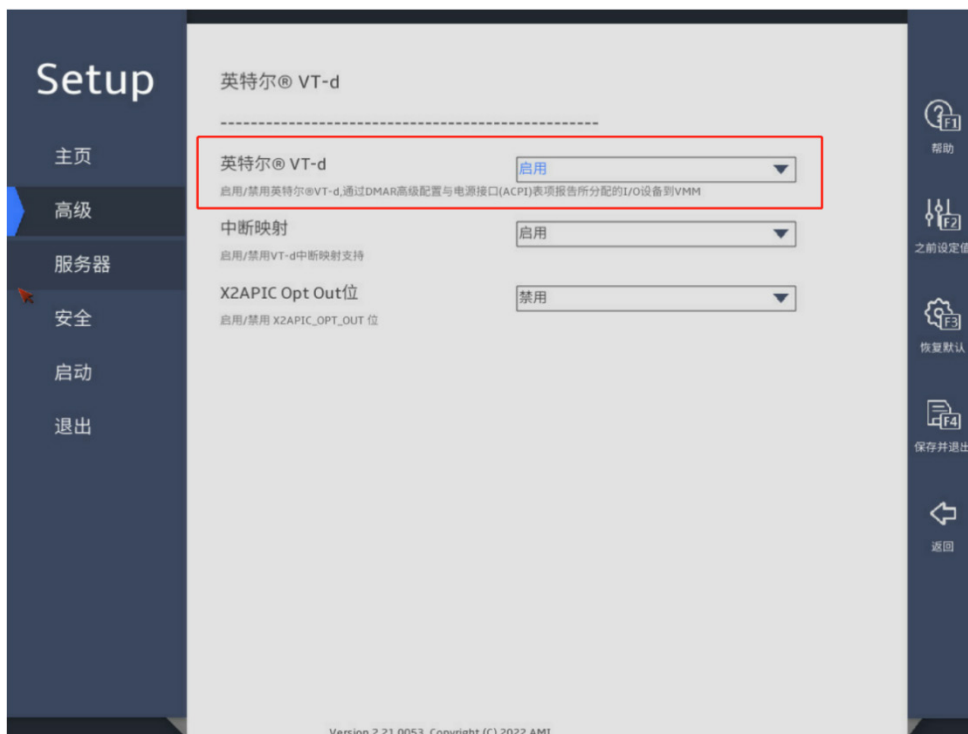 Setup
主页
高级
服务器
安全
启动
退出
英特尔® VT-d
--------------------------------------------------
英特尔® VT-d
启用
启用/禁用英特尔®VT-d,通过DMAR高级配置与电源接口(ACPI)表项报告所分配的I/O设备到VMM
中断映射
启用
启用/禁用VT-d中断映射支持
X2APIC Opt Out位
禁用
启用/禁用 X2APIC_OPT_OUT 位
F1
帮助
F2
之前设定值
F3
恢复默认
F4
保存并退出
返回
Version 2.21.0053. Copyright (C) 2022 AMI